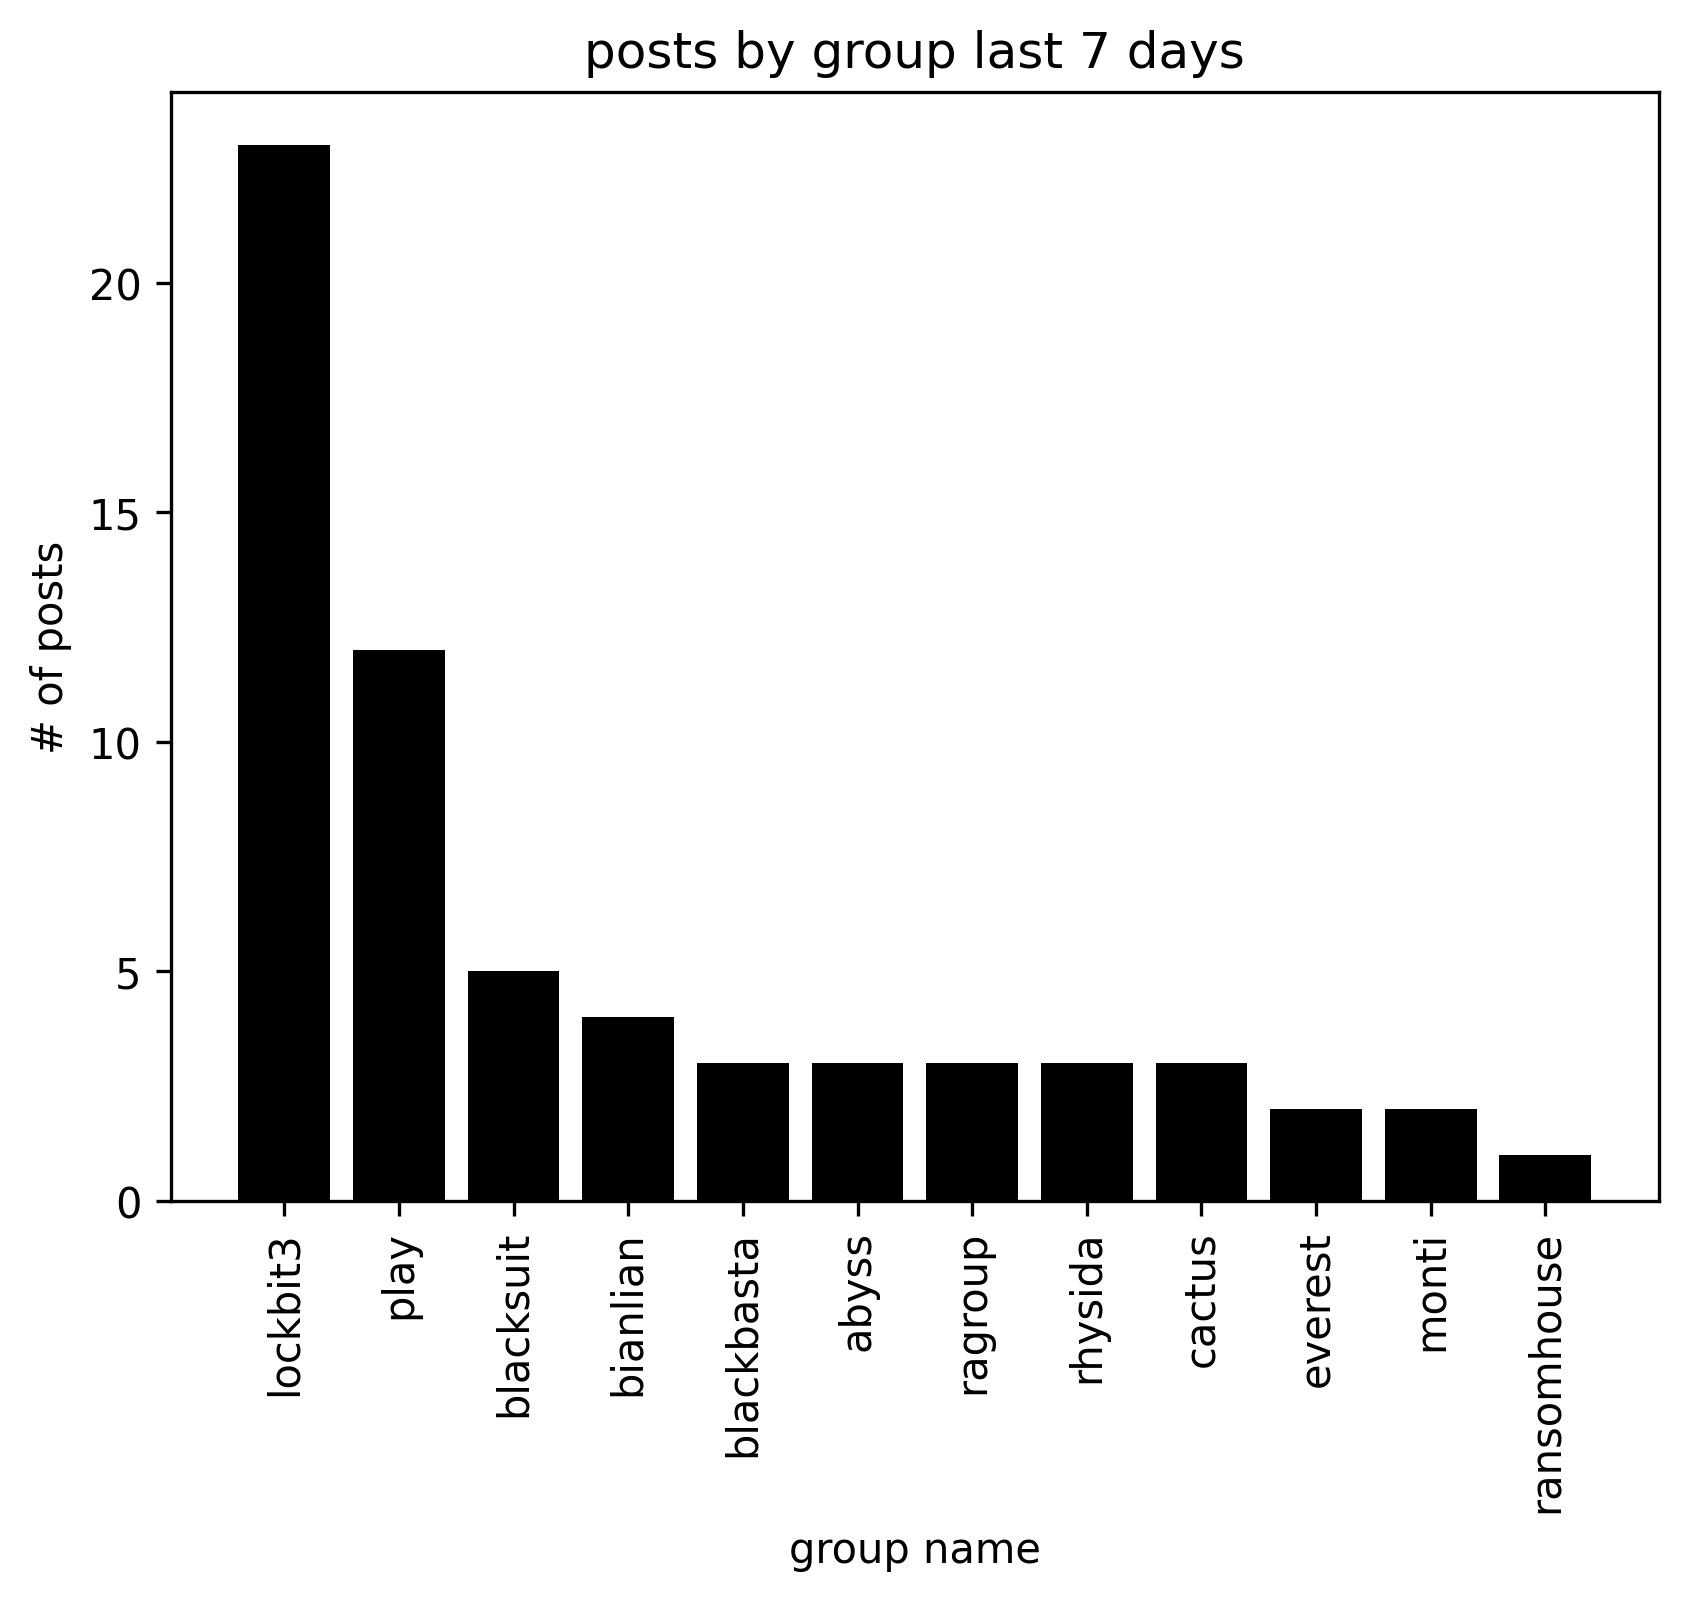 posts by group last 7 days
# of posts
20
15
10
5
0
lockbit3
play
blacksuit
bianlian
blackbasta
abyss
ragroup
rhysida
cactus
everest
monti
ransomhouse
group name